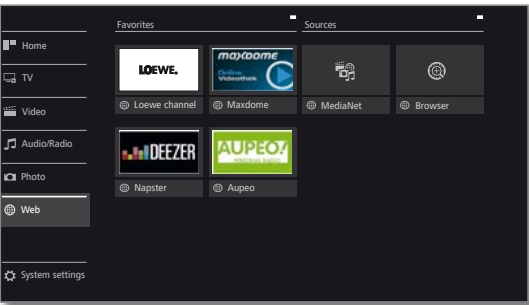 Favorites
Sources
Home
TV
Video
Audio/Radio
Photo
Web
System settings
LOEWE.
maxdome
Online
Videothek
Loewe channel
Maxdome
MediaNet
Browser
DEEZER
AUPEO!
PERSONAL RADIO
Napster
Aupeo